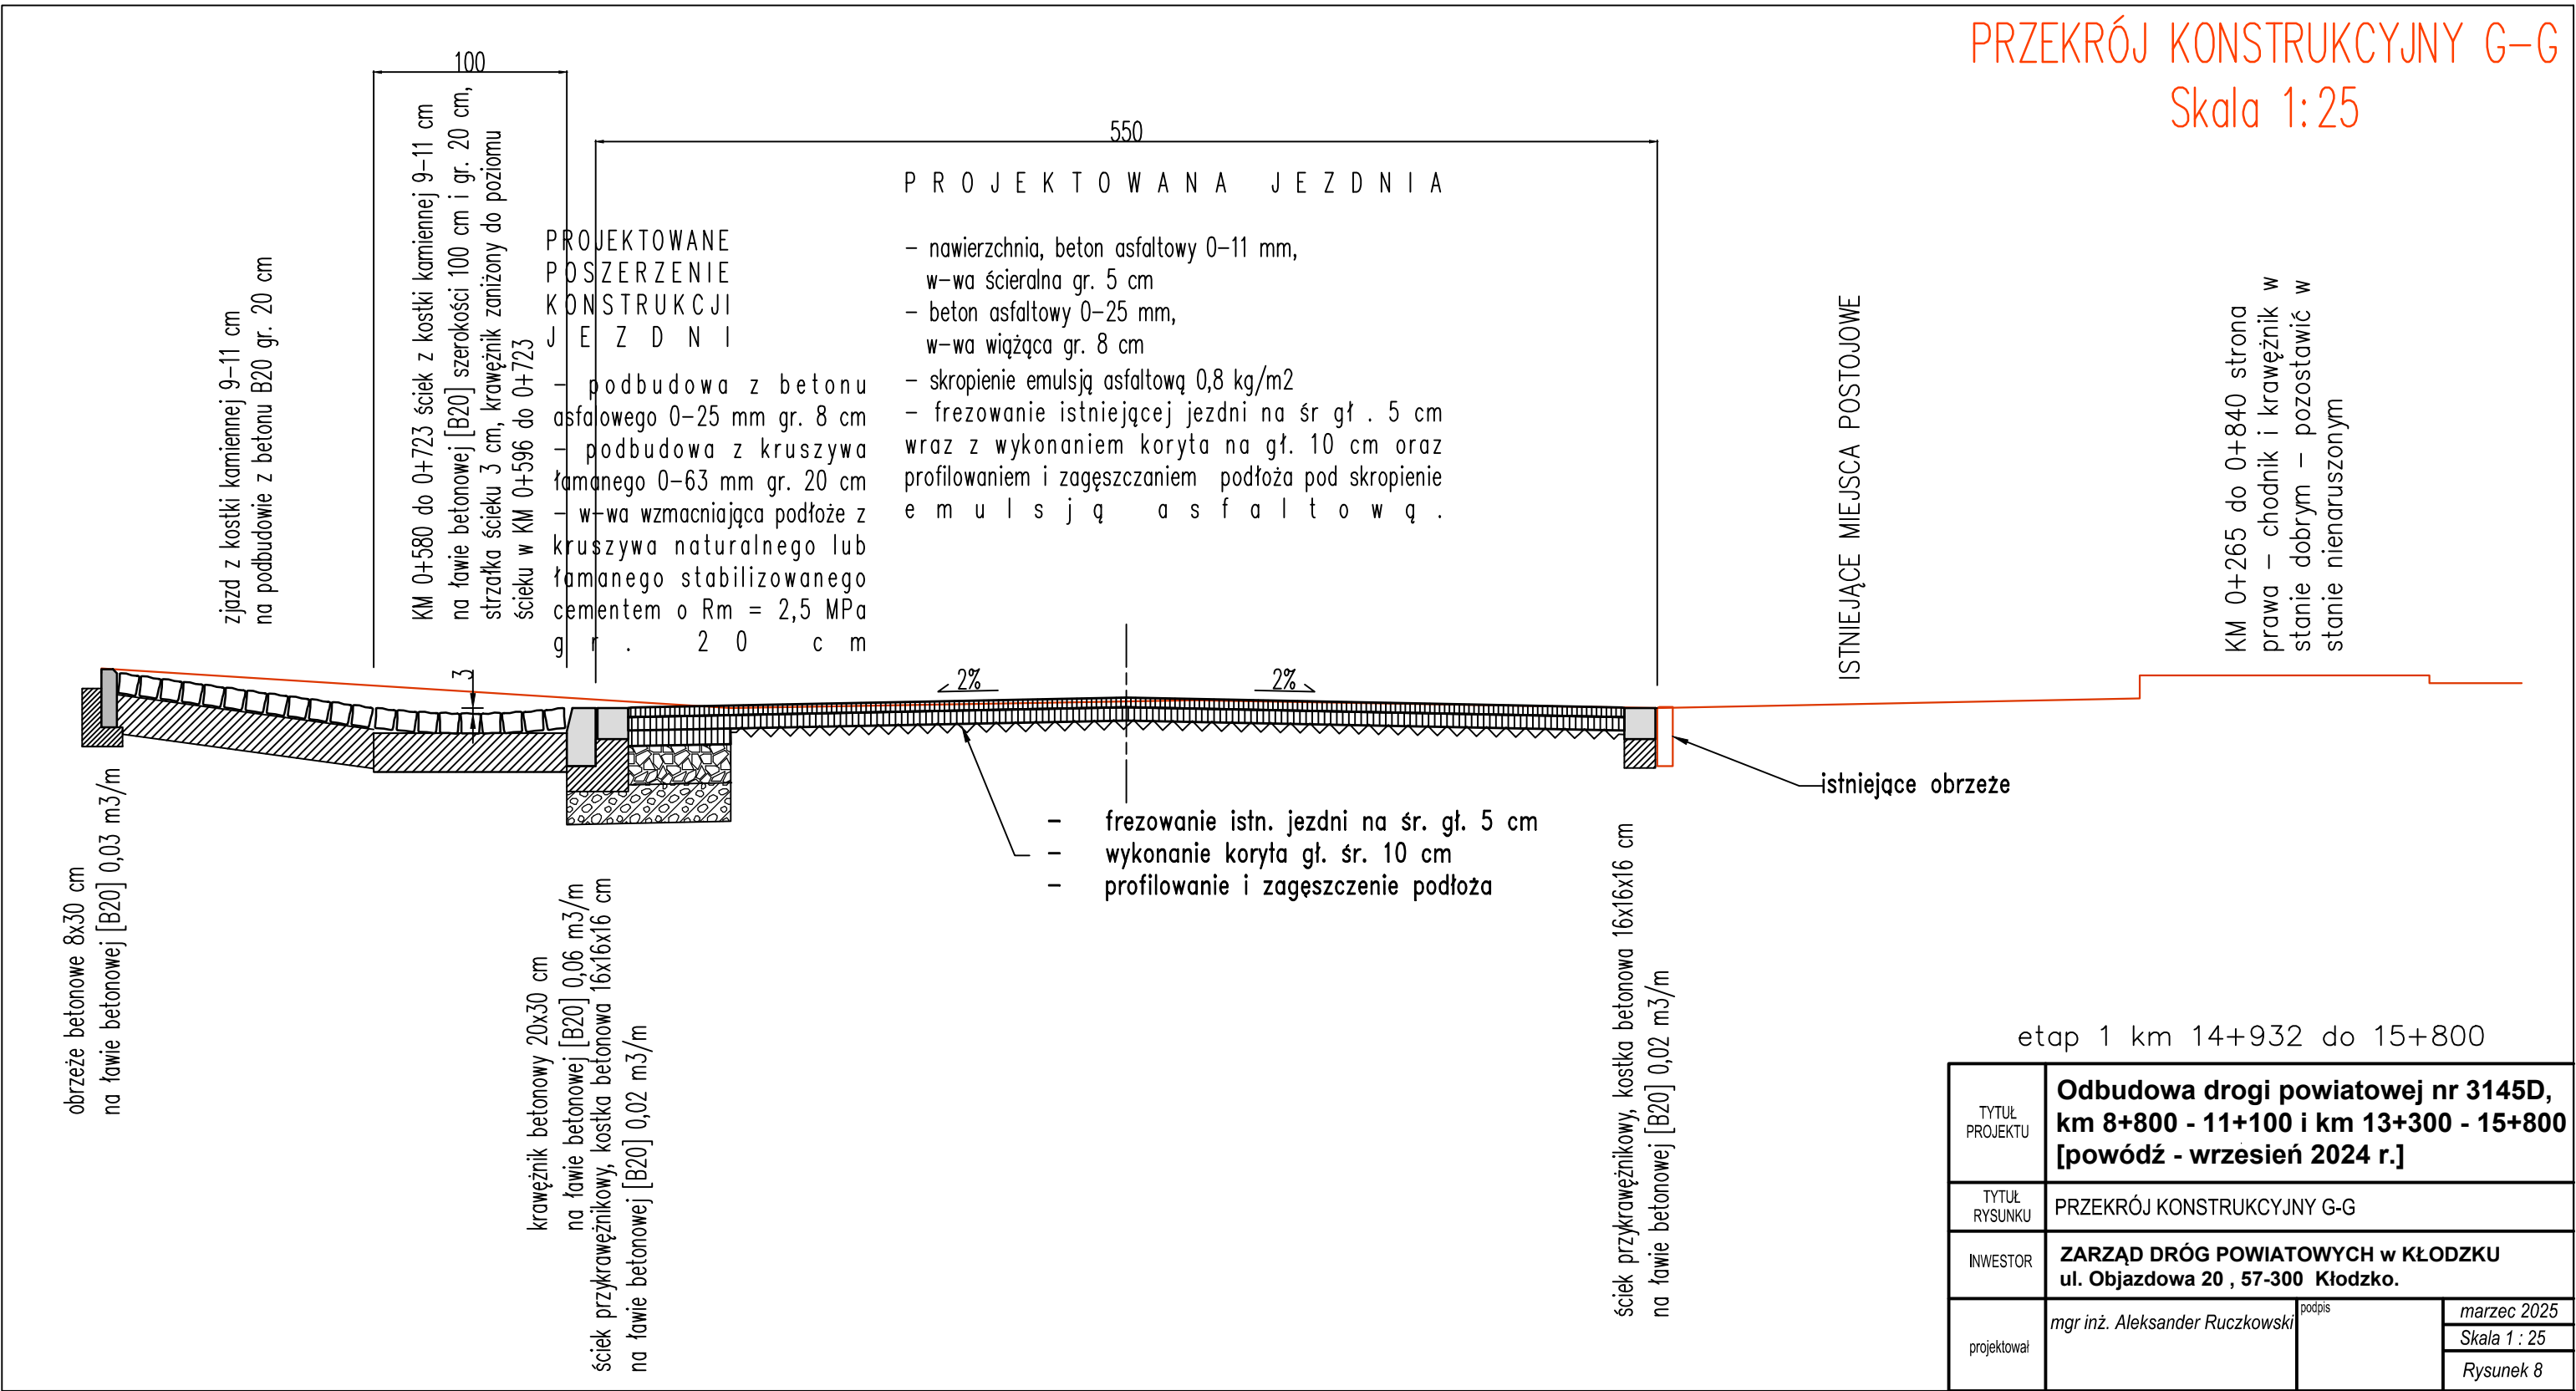 PRZEKRÓJ KONSTRUKCYJNY G-G
Skala 1:25
100
550
zjazd z kostki kamiennej 9-11 cm
na podbudowie z betonu B20 gr. 20 cm
KM 0+580 do 0+723 ściek z kostki kamiennej 9-11 cm
na ławie betonowej [B20] szerokości 100 cm i gr. 20 cm,
strzałka ścieku 3 cm, krawężnik zaniżony do poziomu
ścieku w KM 0+596 do 0+723
PROJEKTOWANE
POSZERZENIE
KONSTRUKCJI
J E Z D N I
- podbudowa z betonu
asfalowego 0-25 mm gr. 8 cm
- podbudowa z kruszywa
łamanego 0-63 mm gr. 20 cm
- w-wa wzmacniająca podłoże z
kruszywa naturalnego lub
łamanego stabilizowanego
cementem o Rm = 2,5 MPa
g r . 2 0 c m
P R O J E K T O W A N A J E Z D N I A
- nawierzchnia, beton asfaltowy 0-11 mm,
w-wa ścieralna gr. 5 cm
- beton asfaltowy 0-25 mm,
w-wa wiążąca gr. 8 cm
- skropienie emulsją asfaltową 0,8 kg/m2
- frezowanie istniejącej jezdni na śr gł . 5 cm
wraz z wykonaniem koryta na gł. 10 cm oraz
profilowaniem i zagęszczaniem podłoża pod skropienie
e m u l s j ą a s f a l t o w ą .
ISTNIEJĄCE MIEJSCA POSTOJOWE
KM 0+265 do 0+840 strona
prawa - chodnik i krawężnik w
stanie dobrym - pozostawić w
stanie nienaruszonym
3
2%
2%
istniejące obrzeże
- frezowanie istn. jezdni na śr. gł. 5 cm
- wykonanie koryta gł. śr. 10 cm
- profilowanie i zagęszczenie podłoża
obrzeże betonowe 8x30 cm
na ławie betonowej [B20] 0,03 m3/m
krawężnik betonowy 20x30 cm
na ławie betonowej [B20] 0,06 m3/m
ściek przykrawężnikowy, kostka betonowa 16x16x16 cm
na ławie betonowej [B20] 0,02 m3/m
ściek przykrawężnikowy, kostka betonowa 16x16x16 cm
na ławie betonowej [B20] 0,02 m3/m
etap 1 km 14+932 do 15+800
TYTUŁ
PROJEKTU
Odbudowa drogi powiatowej nr 3145D,
km 8+800 - 11+100 i km 13+300 - 15+800
[powódź - wrzesień 2024 r.]
TYTUŁ
RYSUNKU
PRZEKRÓJ KONSTRUKCYJNY G-G
INWESTOR
ZARZĄD DRÓG POWIATOWYCH w KŁODZKU
ul. Objazdowa 20 , 57-300 Kłodzko.
projektował
mgr inż. Aleksander Ruczkowski
podpis
marzec 2025
Skala 1 : 25
Rysunek 8